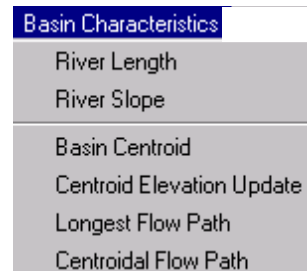 Basin Characteristics
River Length
River Slope
Basin Centroid
Centroid Elevation Update
Longest Flow Path
Centroidal Flow Path